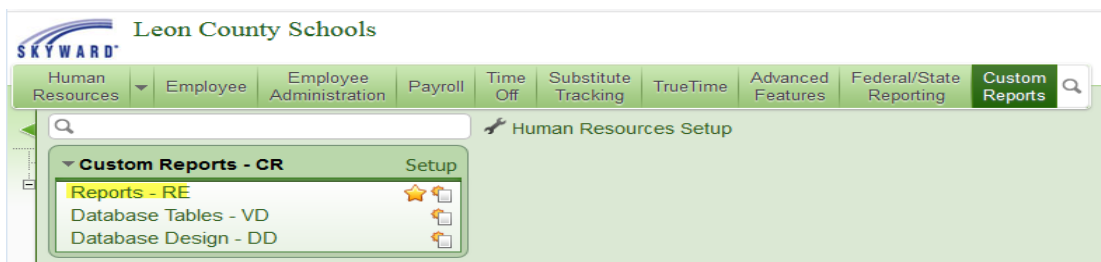 Leon County Schools
SKYWARD
Human Resources Employee Employee Administration Payroll Time Off Substitute Tracking TrueTime Advanced Features Federal/State Reporting Custom Reports
Human Resources Setup
Custom Reports - CR Setup
Reports - RE
Database Tables - VD
Database Design - DD